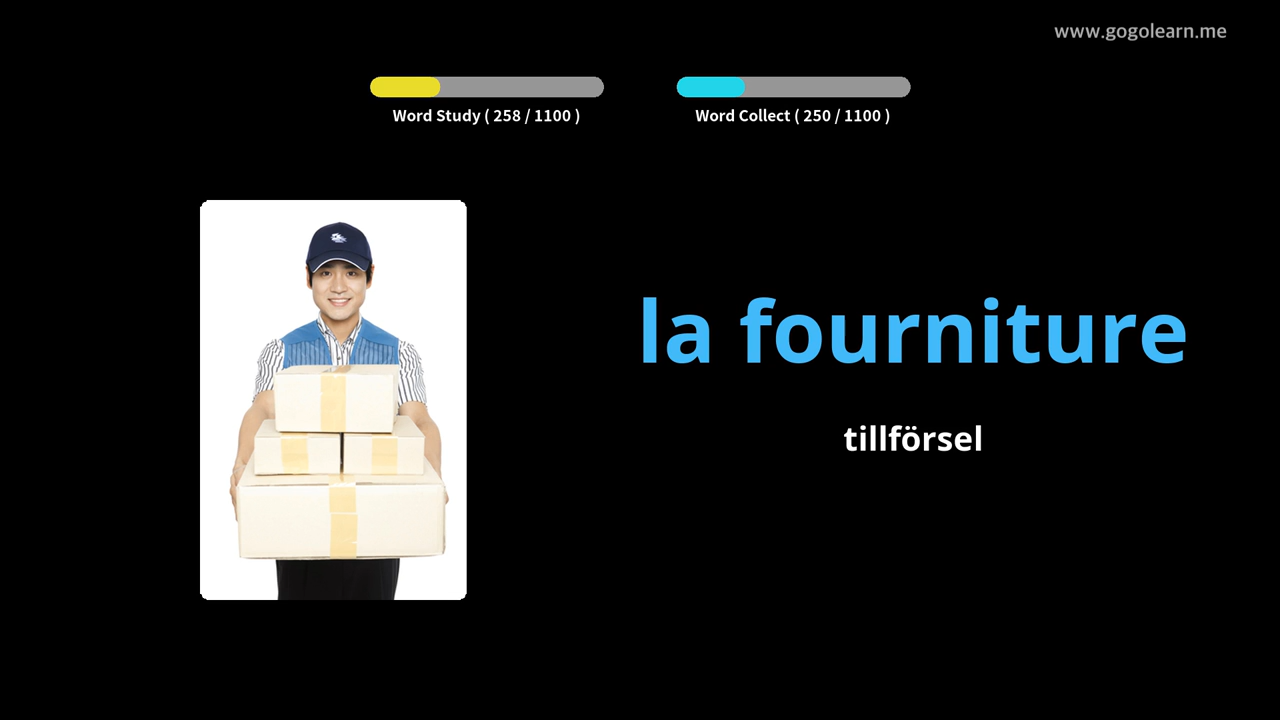 www.gogolearn.me
Word Study ( 258 / 1100 )
Word Collect ( 250 / 1100 )
la fourniture
tillförsel